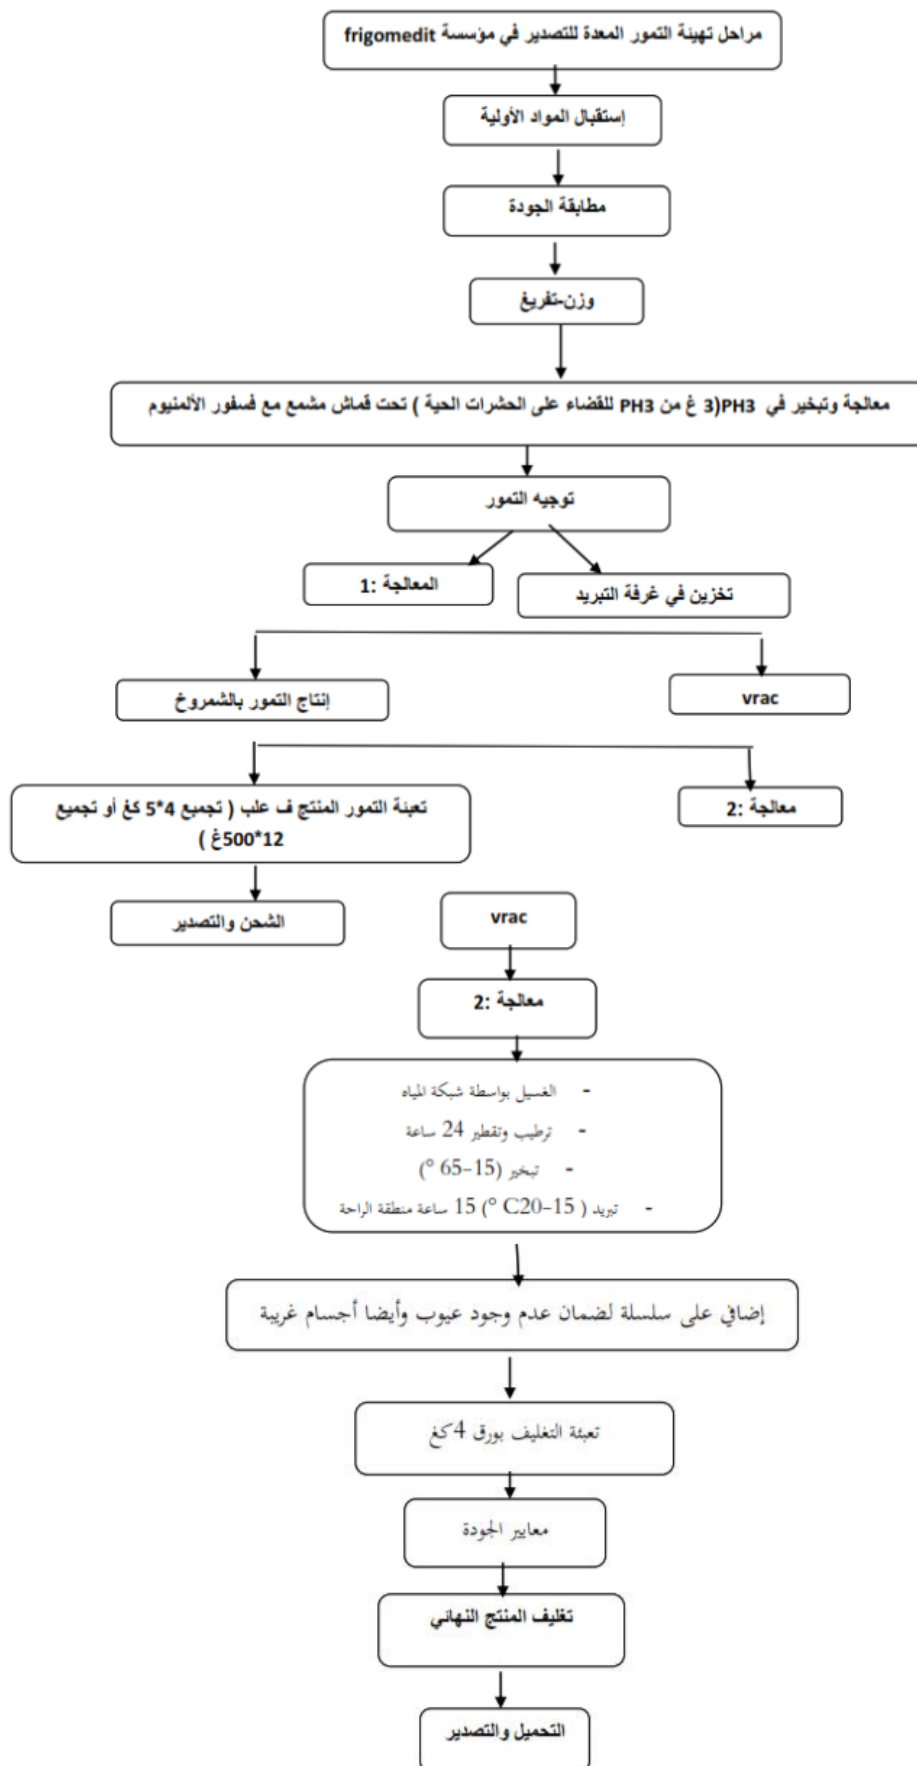 مراحل تهيئة التمور المعدة للتصدير في مؤسسة frigomedit
إستقبال المواد الأولية
مطابقة الجودة
وزن-تفريغ
معالجة وتبخير في PH3(3 غ من PH3 للقضاء على الحشرات الحية ) تحت قماش مشمع مع فسفور الألمنيوم
توجيه التمور
المعالجة :1
تخزين في غرفة التبريد
إنتاج التمور بالشمروخ
vrac
تعبئة التمور المنتج ف علب ( تجميع 4*5 كغ أو تجميع
12*500غ )
معالجة :2
الشحن والتصدير
vrac
معالجة :2
- الغسيل بواسطة شبكة المياه
- ترطيب وتقطير 24 ساعة
- تبخير (15–65 °)
- تبريد ( 15–C20 °) 15 ساعة منطقة الراحة
إضافي على سلسلة لضمان عدم وجود عيوب وأيضا أجسام غريبة
تعبئة التغليف بورق 4كغ
معايير الجودة
تغليف المنتج النهائي
التحميل والتصدير